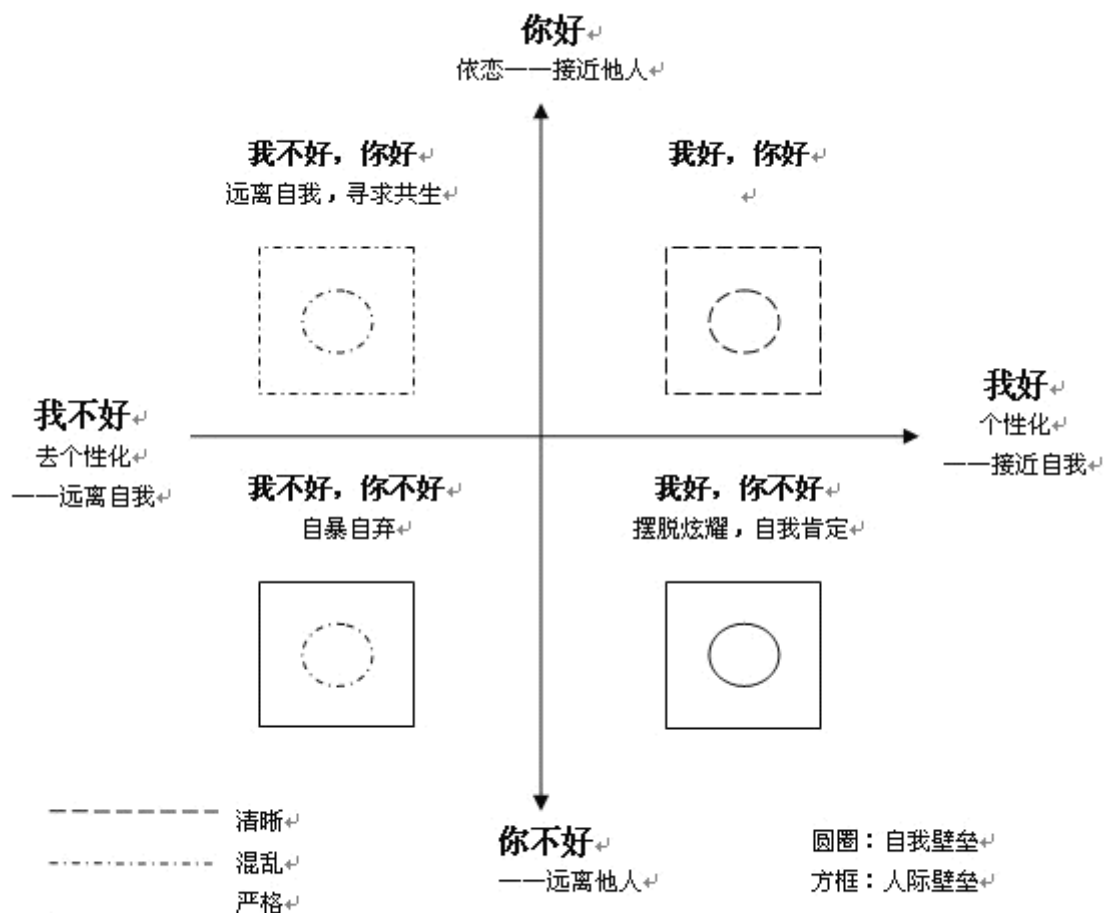 你好
依恋——接近他人
我不好，你好
远离自我，寻求共生
我好，你好
我不好
去个性化
——远离自我
我好
个性化
——接近自我
我不好，你不好
自暴自弃
我好，你不好
摆脱炫耀，自我肯定
清晰
混乱
严格
你不好
——远离他人
圆圈：自我壁垒
方框：人际壁垒